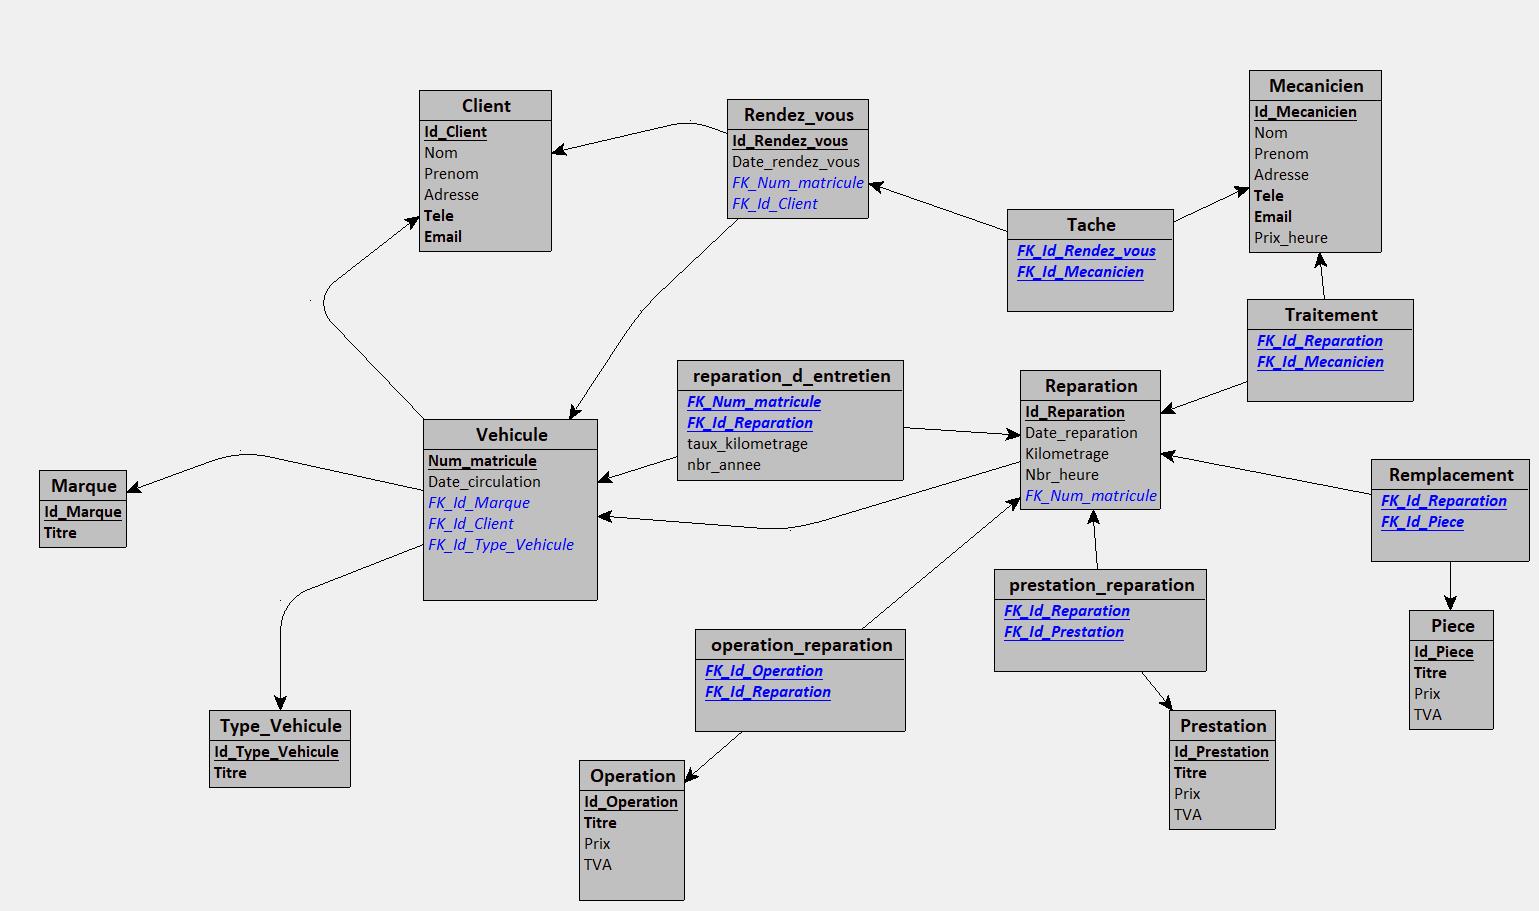 Client
Id_Client
Nom
Prenom
Adresse
Tele
Email
Rendez_vous
Id_Rendez_vous
Date_rendez_vous
FK_Num_matricule
FK_Id_Client
Mecanicien
Id_Mecanicien
Nom
Prenom
Adresse
Tele
Email
Prix_heure
Tache
FK_Id_Rendez_vous
FK_Id_Mecanicien
Traitement
FK_Id_Reparation
FK_Id_Mecanicien
reparation_d_entretien
FK_Num_matricule
FK_Id_Reparation
taux_kilometrage
nbr_annee
Reparation
Id_Reparation
Date_reparation
Kilometrage
Nbr_heure
FK_Num_matricule
Vehicule
Num_matricule
Date_circulation
FK_Id_Marque
FK_Id_Client
FK_Id_Type_Vehicule
Marque
Id_Marque
Titre
Remplacement
FK_Id_Reparation
FK_Id_Piece
prestation_reparation
FK_Id_Reparation
FK_Id_Prestation
Piece
Id_Piece
Titre
Prix
TVA
operation_reparation
FK_Id_Operation
FK_Id_Reparation
Type_Vehicule
Id_Type_Vehicule
Titre
Prestation
Id_Prestation
Titre
Prix
TVA
Operation
Id_Operation
Titre
Prix
TVA